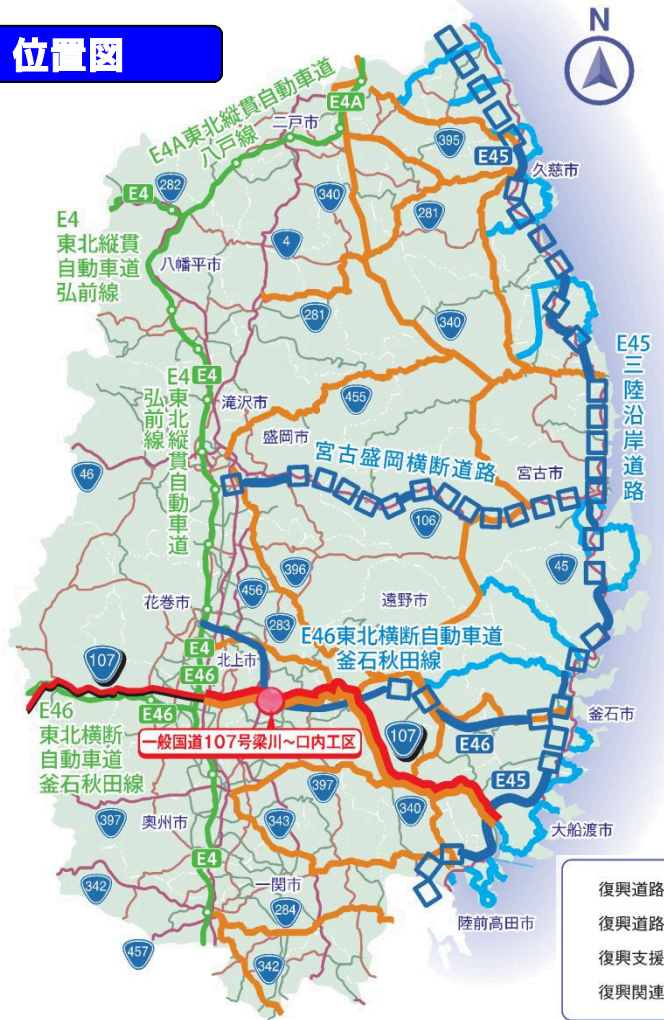 位置図
N
E4A東北縦貫自動車道
八戸線
E4A
二戸市
395
E45
久慈市
E4
282
340
E4
東北縦貫
自動車道
弘前線
八幡平市
4
281
281
340
E45三陸沿岸道路
E4
E4東北縦貫自動車道
弘前線
滝沢市
455
盛岡市
宮古盛岡横断道路
宮古市
46
106
45
396
456
花巻市
遠野市
283
E46東北横断自動車道
釜石秋田線
E4
北上市
E46
107
E46
E46
東北横断
自動車道
釜石秋田線
一般国道107号梁川~口内工区
107
E46
釜石市
E45
397
397
奥州市
343
340
大船渡市
E4
一関市
342
284
陸前高田市
457
342
復興道路
復興道路
復興支援
復興関連